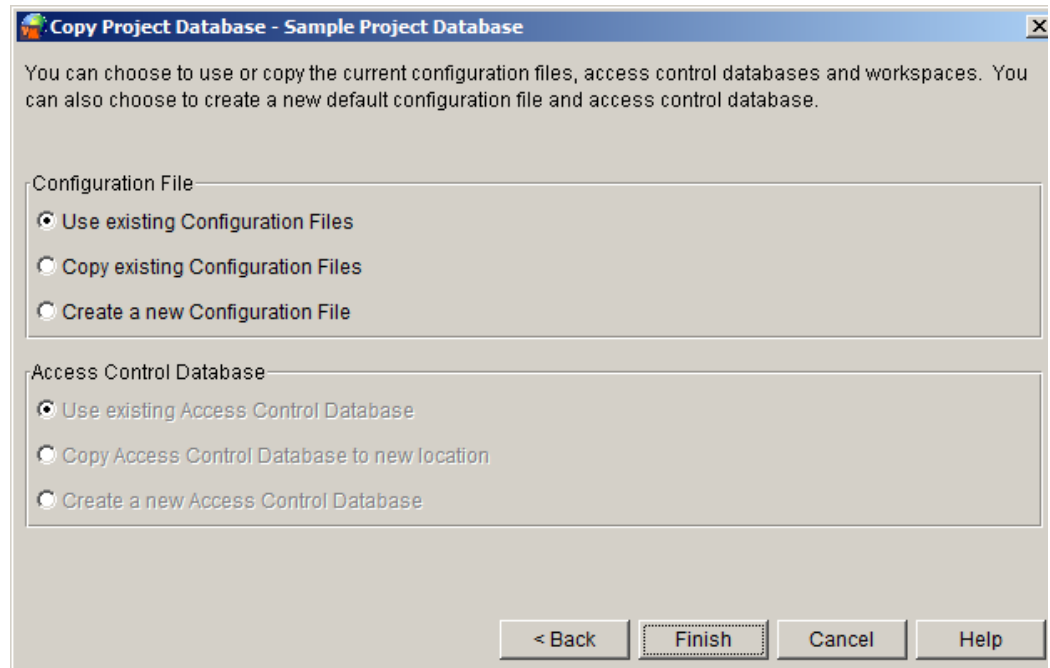 Copy Project Database - Sample Project Database
You can choose to use or copy the current configuration files, access control databases and workspaces.  You
can also choose to create a new default configuration file and access control database.
Configuration File
Use existing Configuration Files
Copy existing Configuration Files
Create a new Configuration File
Access Control Database
Use existing Access Control Database
Copy Access Control Database to new location
Create a new Access Control Database
< Back Finish Cancel Help